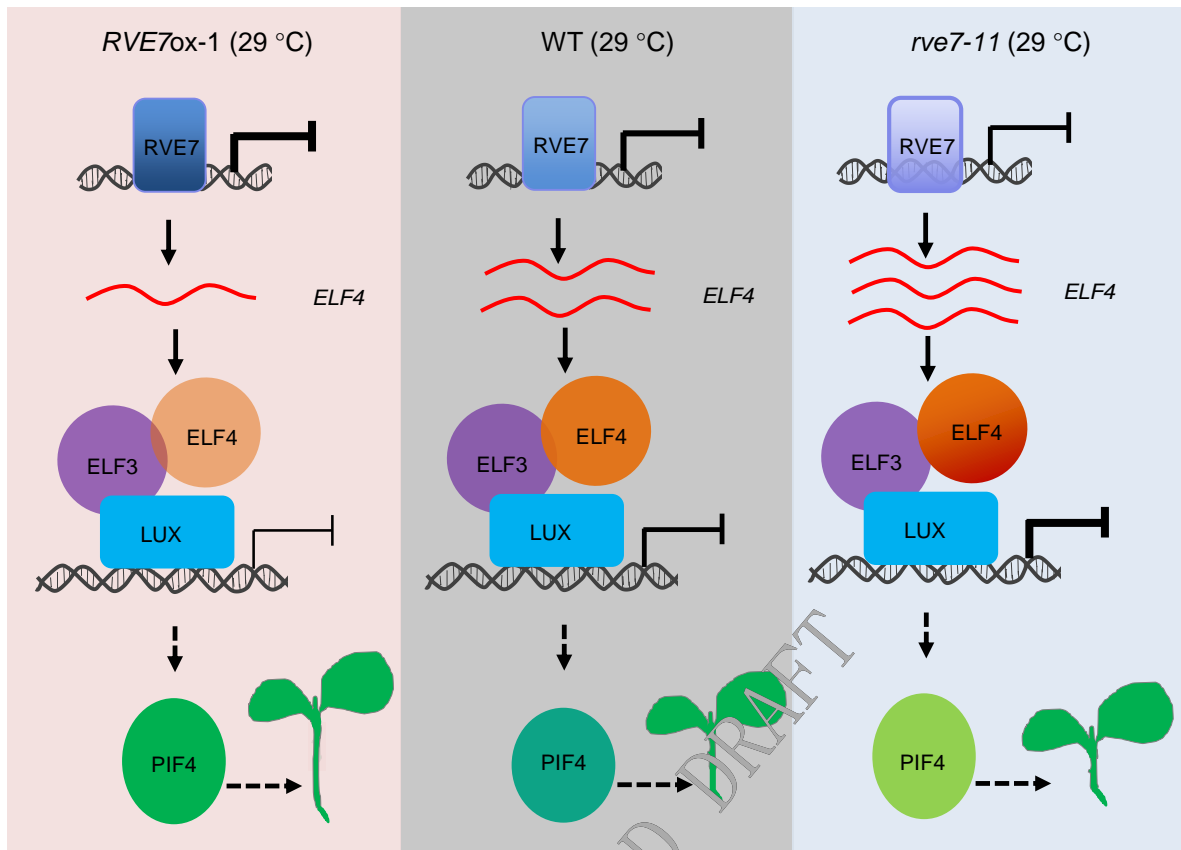 RVE7ox-1 (29 °C)
RVE7
ELF4
ELF4
ELF3
LUX
PIF4
WT (29 °C)
RVE7
ELF4
ELF4
ELF3
LUX
PIF4
rve7-11 (29 °C)
RVE7
ELF4
ELF4
ELF3
LUX
PIF4
DRAFT